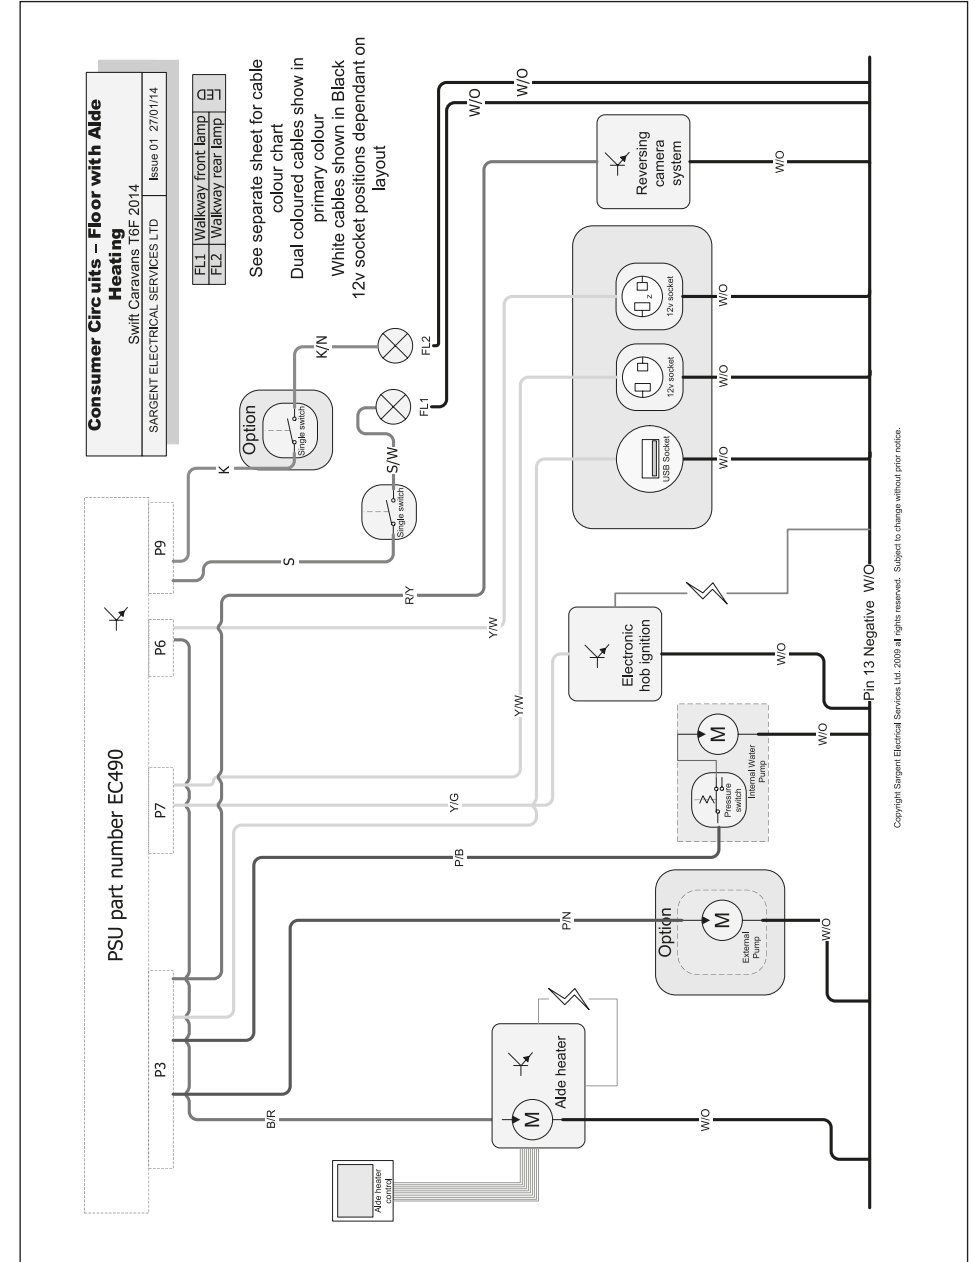 Consumer Circuits – Floor with Alde
Heating
Swift Caravans T6F 2014
SARGENT ELECTRICAL SERVICES LTD
Issue 01 27/01/14
FL1 Walkway front lamp LED
FL2 Walkway rear lamp
See separate sheet for cable
colour chart
Dual coloured cables show in
primary colour
White cables shown in Black
12v socket positions dependant on
layout
PSU part number EC490
P3
P7
P6
P9
K
Option
Single switch
K/N
FL2
S
Single switch
S/W
FL1
W/O
W/O
R/Y
Reversing
camera
system
W/O
Y/W
12v socket
z
W/O
Y/W
12v socket
W/O
USB Socket
W/O
Y/G
Electronic
hob ignition
W/O
P/B
Pressure
switch
M
Internal Water
Pump
W/O
P/N
Option
M
External
Pump
W/O
B/R
M
Alde heater
W/O
Alde heater
control
Pin 13 Negative W/O
Copyright Sargent Electrical Services Ltd. 2009 all rights reserved. Subject to change without prior notice.